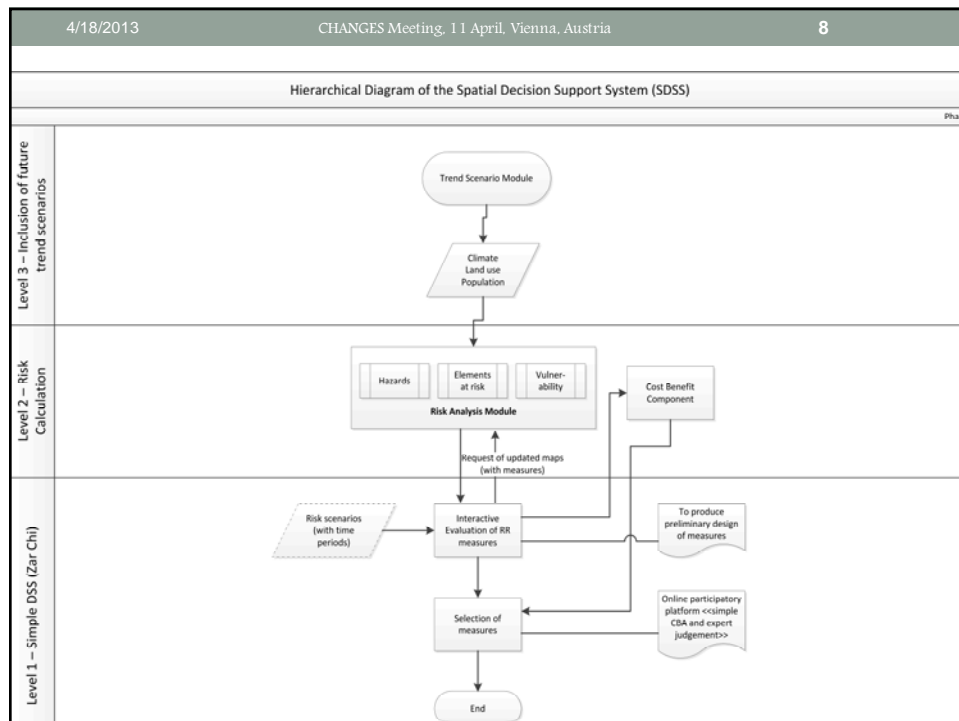 4/18/2013
CHANGES Meeting, 11 April, Vienna, Austria
8
Hierarchical Diagram of the Spatial Decision Support System (SDSS)
Pha
Level 3 – Inclusion of future
trend scenarios
Trend Scenario Module
Climate
Land use
Population
Level 2 – Risk
Calculation
Hazards
Elements
at risk
Vulner-
ability
Risk Analysis Module
Cost Benefit
Component
Request of updated maps
(with measures)
Level 1 – Simple DSS (Zar Chi)
Risk scenarios
(with time
periods)
Interactive
Evaluation of RR
measures
To produce
preliminary design
of measures
Selection of
measures
Online participatory
platform <<simple
CBA and expert
judgement>>
End